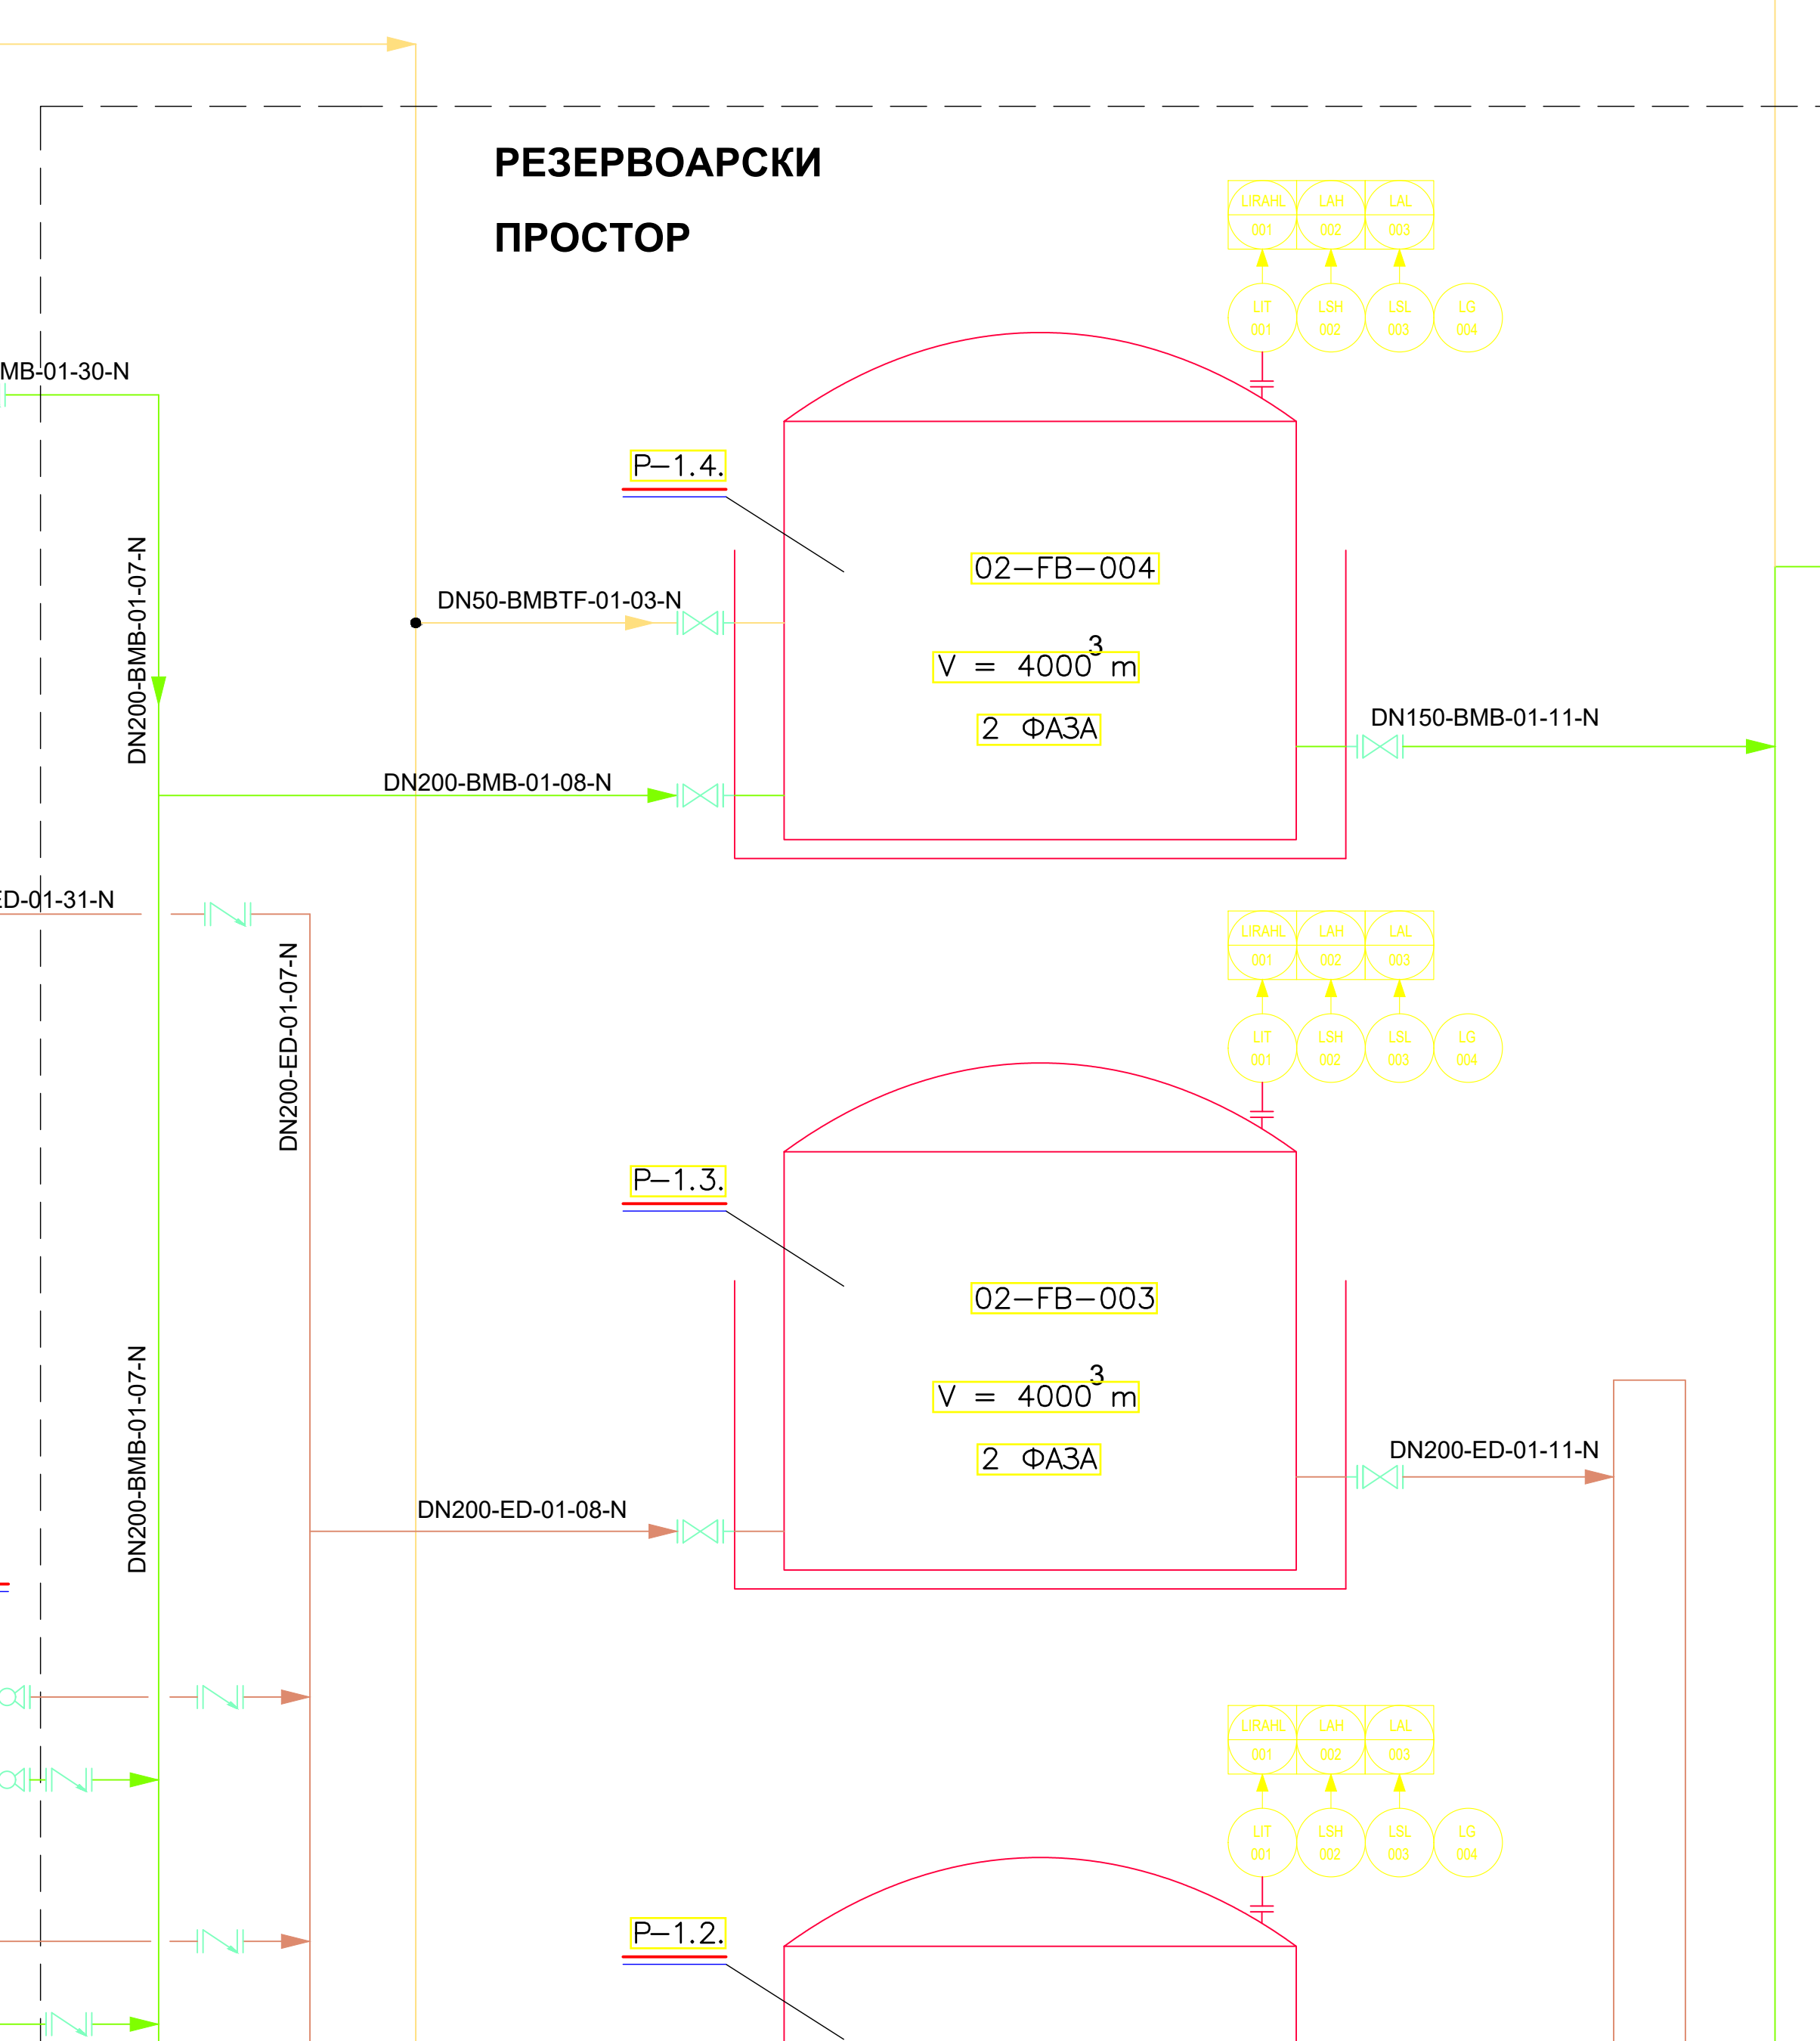 РЕЗЕРВОАРСКИ
ПРОСТОР
LIRAHL LAH LAL
001 002 003
LIT LSH LSL LG
001 002 003 004
MB-01-30-N
P-1.4.
DN200-BMB-01-07-N
02-FB-004
DN50-BMBTF-01-03-N
V = 4000 m3
2 ФАЗА
DN150-BMB-01-11-N
DN200-BMB-01-08-N
ED-01-31-N
LIRAHL LAH LAL
001 002 003
DN200-ED-01-07-N
LIT LSH LSL LG
001 002 003 004
P-1.3.
02-FB-003
V = 4000 m3
2 ФАЗА
DN200-BMB-01-07-N
DN200-ED-01-11-N
DN200-ED-01-08-N
LIRAHL LAH LAL
001 002 003
LIT LSH LSL LG
001 002 003 004
P-1.2.